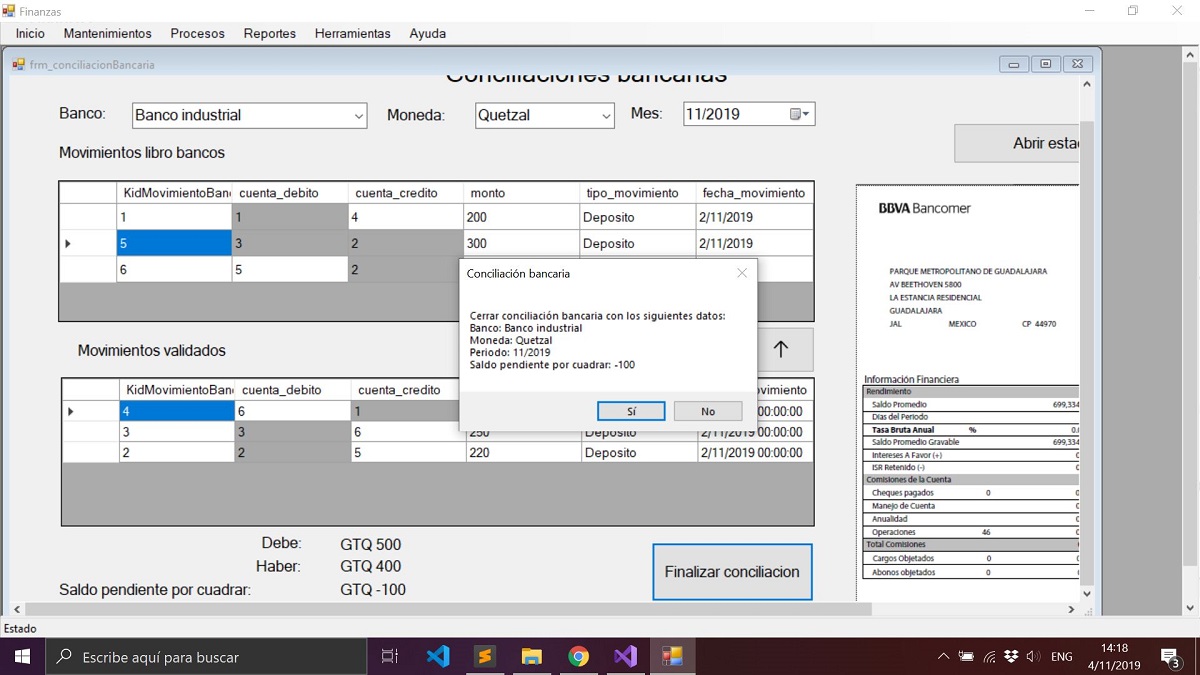 Finanzas
Inicio Mantenimientos Procesos Reportes Herramientas Ayuda
frm_conciliacionBancaria
Conciliaciones bancarias
Banco: Banco industrial Moneda: Quetzal Mes: 11/2019
Abrir esta
Movimientos libro bancos
KidMovimientoBan cuenta_debito cuenta_credito monto tipo_movimiento fecha_movimiento
1 1 4 200 Deposito 2/11/2019
5 3 2 300 Deposito 2/11/2019
6 5 2
Conciliación bancaria
Cerrar conciliación bancaria con los siguientes datos:
Banco: Banco industrial
Moneda: Quetzal
Periodo: 11/2019
Saldo pendiente por cuadrar: -100
Sí No
Movimientos validados
KidMovimientoBan cuenta_debito cuenta_credito
4 6 1 00:00:00
3 3 6 250 Deposito 2/11/2019 00:00:00
2 2 5 220 Deposito 2/11/2019 00:00:00
Debe: GTQ 500
Haber: GTQ 400
Saldo pendiente por cuadrar: GTQ -100
Finalizar conciliacion
BBVA Bancomer
PARQUE METROPOLITANO DE GUADALAJARA
AV BEETHOVEN 5800
LA ESTANCIA RESIDENCIAL
GUADALAJARA
JAL MEXICO CP 44970
Información Financiera
Rendimiento
Saldo Promedio 699,334
Dias del Periodo
Tasa Bruta Anual % 0.
Saldo Promedio Gravable 699,334
Intereses A Favor (+) 0
ISR Retenido (-) 0
Comisiones de la Cuenta
Cheques pagados 0 0
Manejo de Cuenta 0
Anualidad 0
Operaciones 46 0
Total Comisiones 0
Cargos Objetados 0 0
Abonos objetados 0 0
Estado
Escribe aquí para buscar
ENG
14:18
4/11/2019
3